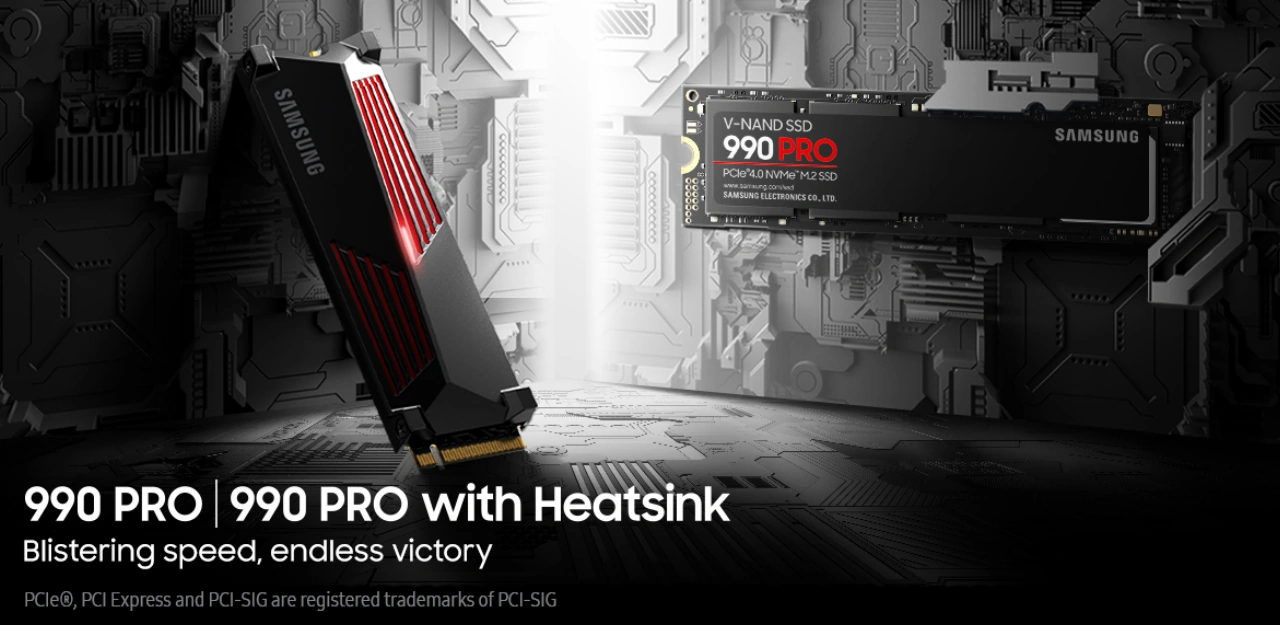 SAMSUNG
V-NAND SSD
990 PRO
PCIe™4.0 NVMe™ M.2 SSD
www.samsung.com/ssd
SAMSUNG ELECTRONICS CO., LTD.
SAMSUNG
990 PRO | 990 PRO with Heatsink
Blistering speed, endless victory
PCIe®, PCI Express and PCI-SIG are registered trademarks of PCI-SIG